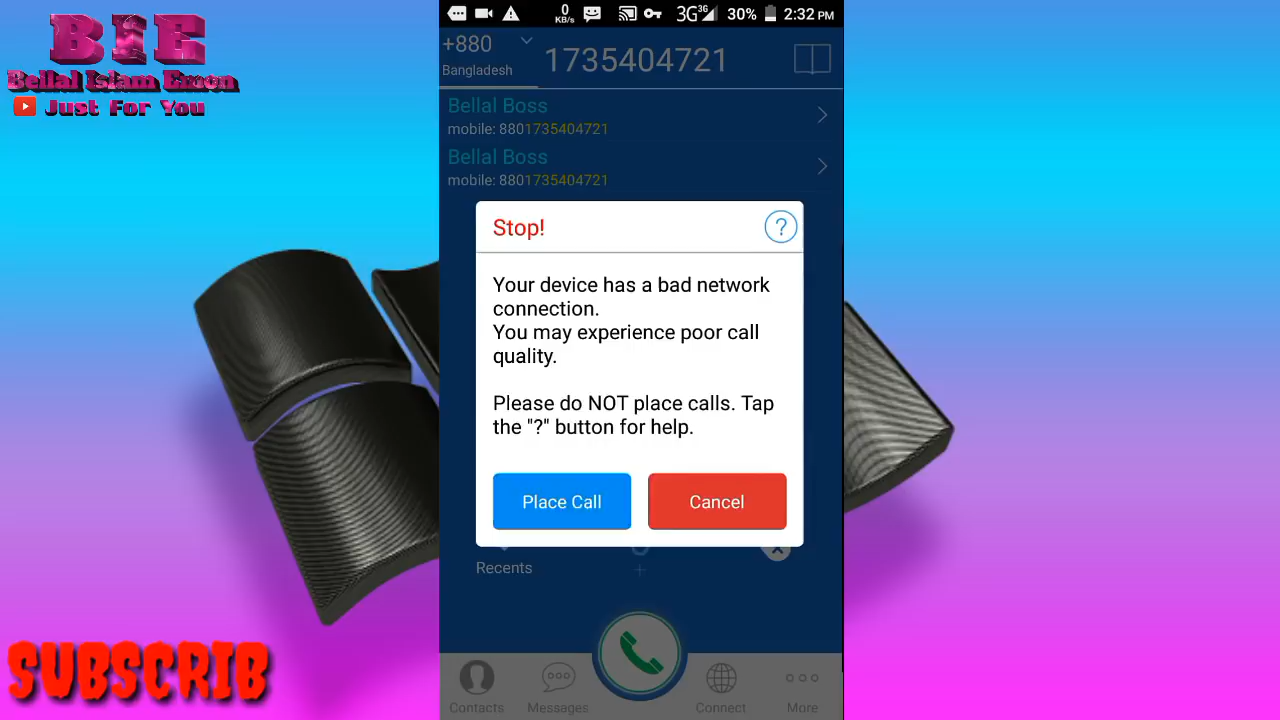 BIE
Bellal Islam Emon
Just For You
0
KB/s
3G
3G
30%
2:32 PM
+880
Bangladesh
1735404721
Bellal Boss
mobile: 8801735404721
Bellal Boss
mobile: 8801735404721
Stop!
?
Your device has a bad network
connection.
You may experience poor call
quality.
Please do NOT place calls. Tap
the "?" button for help.
Place Call
Cancel
Recents
+
Contacts
Messages
Connect
More
SUBSCRIB